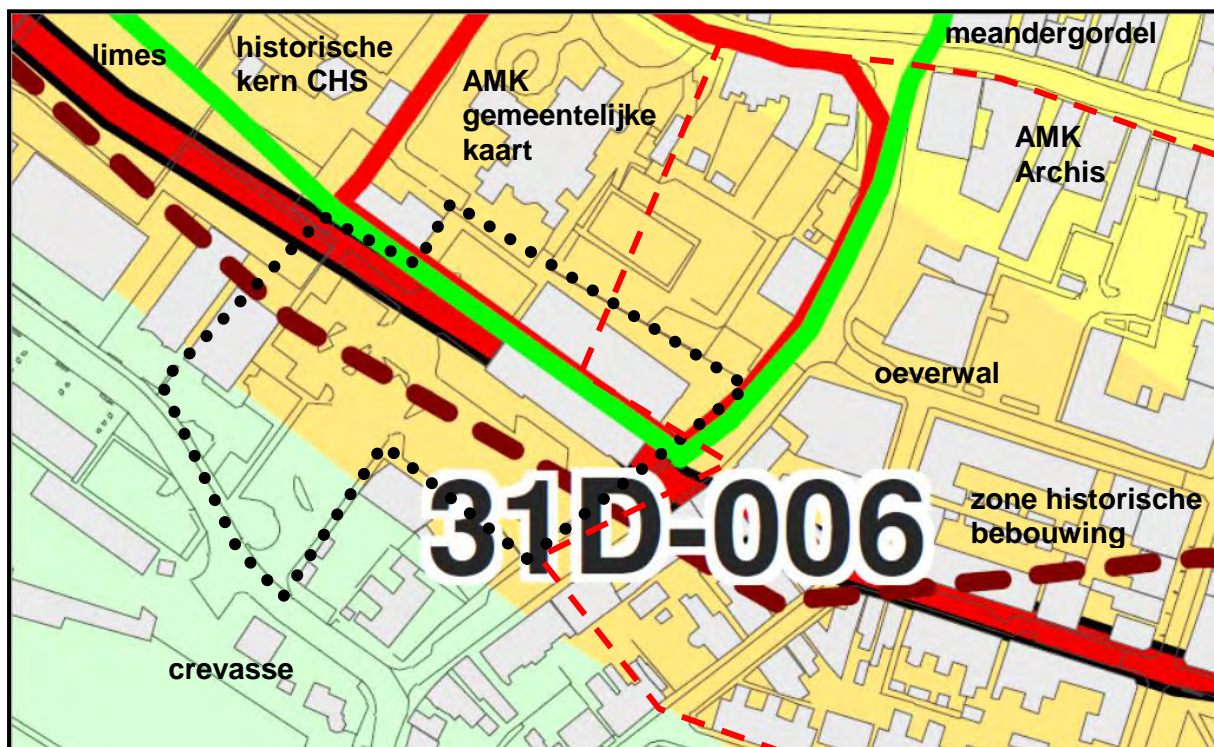 limes
historische
kern CHS
AMK
gemeentelijke
kaart
meandergordel
AMK
Archis
oeverwal
31D-006
zone historische
bebouwing
crevasse